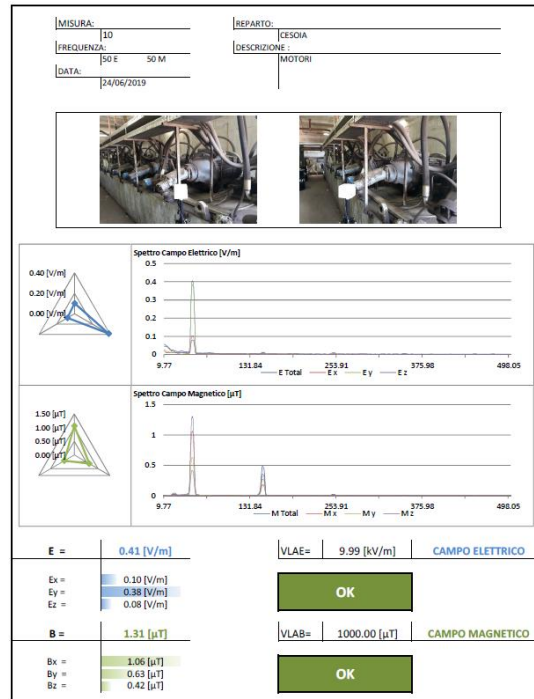 MISURA:
10
REPARTO:
CESOIA
FREQUENZA:
50 E 50 M
DESCRIZIONE :
MOTORI
DATA:
24/06/2019
Spettro Campo Elettrico [V/m]
0.40 [V/m]
0.20 [V/m]
0.00 [V/m]
0.5
0.4
0.3
0.2
0.1
0
9.77 131.84 253.91 375.98 498.05
E Total E x E y E z
Spettro Campo Magnetico [µT]
1.50 [µT]
1.00 [µT]
0.50 [µT]
0.00 [µT]
1.5
1
0.5
0
9.77 131.84 253.91 375.98 498.05
M Total M x M y M z
E = 0.41 [V/m] VLAE= 9.99 [kV/m] CAMPO ELETTRICO
Ex = 0.10 [V/m]
Ey = 0.38 [V/m]
Ez = 0.08 [V/m]
OK
B = 1.31 [µT] VLAB= 1000.00 [µT] CAMPO MAGNETICO
Bx = 1.06 [µT]
By = 0.63 [µT]
Bz = 0.42 [µT]
OK